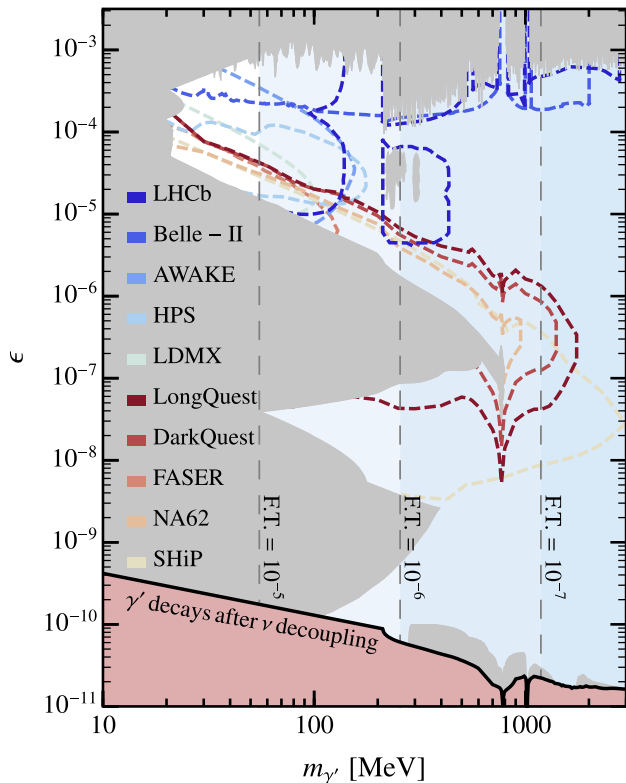 10⁻³
10⁻⁴
10⁻⁵
10⁻⁶
10⁻⁷
10⁻⁸
10⁻⁹
10⁻¹⁰
10⁻¹¹
ϵ
LHCb
Belle − II
AWAKE
HPS
LDMX
LongQuest
DarkQuest
FASER
NA62
SHiP
F.T. = 10⁻⁵
F.T. = 10⁻⁶
F.T. = 10⁻⁷
γ′ decays after ν decoupling
10
100
1000
m_γ′ [MeV]